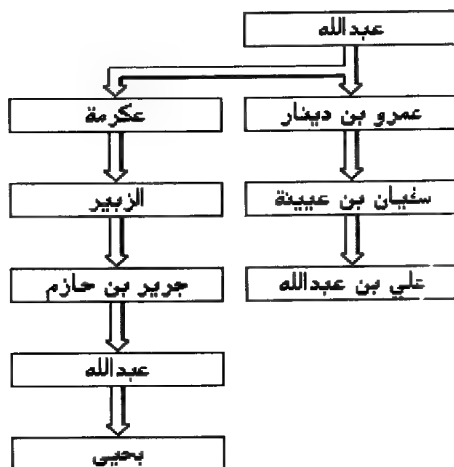 عبدالله
عمرو بن دينار
عكرمة
سفيان بن عيينة
الزبير
علي بن عبدالله
جرير بن حازم
عبدالله
يحيى